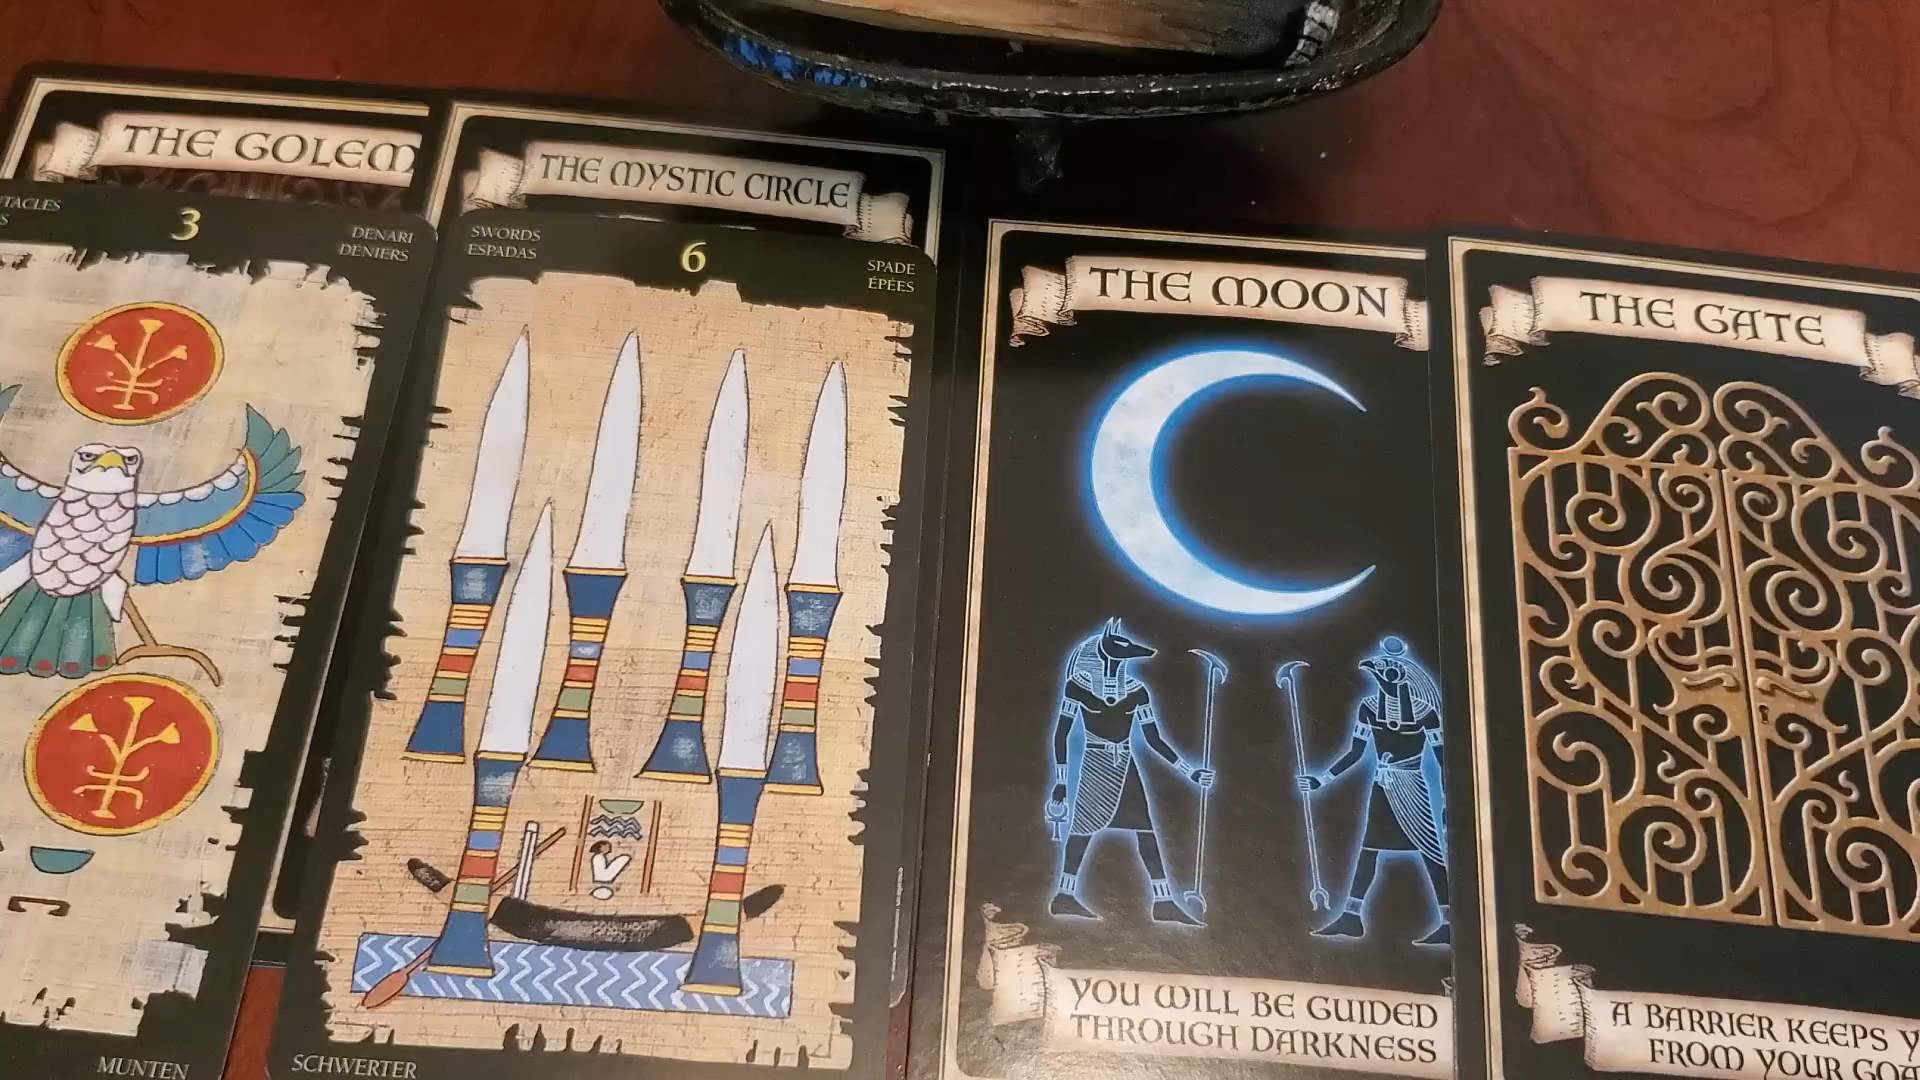 THE GOLEM
THE MYSTIC CIRCLE
3
DENARI
DENIERS
SWORDS
ESPADAS
6
SPADE
ÉPÉES
MUNTEN
SCHWERTER
THE MOON
YOU WILL BE GUIDED
THROUGH DARKNESS
THE GATE
A BARRIER KEEPS
FROM YOUR